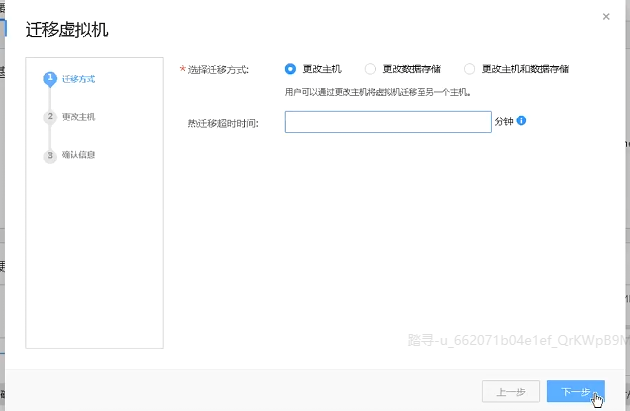 迁移虚拟机
1 迁移方式
2 更改主机
3 确认信息
*选择迁移方式: 更改主机 更改数据存储 更改主机和数据存储
用户可以通过更改主机将虚拟机迁移至另一个主机。
热迁移超时时间: 分钟
踏寻-u_662071b04e1ef_QrKWpB9M
上一步 下一步